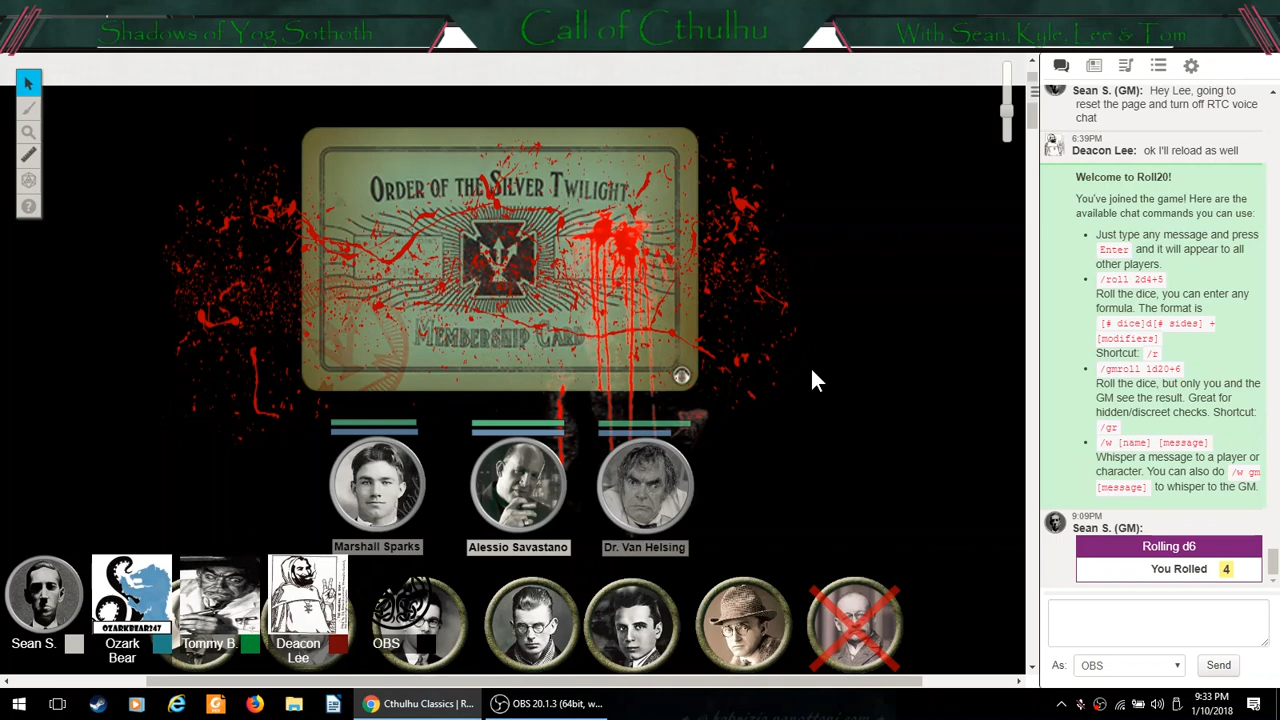 Shadows of Yog Sothoth
Call of Cthulhu
With Sean, Kyle, Lee & Tom
ORDER OF THE SILVER TWILIGHT
MEMBERSHIP CARD
Marshall Sparks
Alessio Savastano
Dr. Van Helsing
Sean S.
OZARKBEAR247
Ozark
Bear
Tommy B.
Deacon
Lee
OBS
Sean S. (GM): Hey Lee, going to
reset the page and turn off RTC voice
chat
6:39PM
Deacon Lee: ok I'll reload as well
Welcome to Roll20!
You've joined the game! Here are the
available chat commands you can use:
Just type any message and press
Enter and it will appear to all
other players.
/roll 2d4+5
Roll the dice, you can enter any
formula. The format is
[# dice]d[# sides] +
[modifiers]
Shortcut: /r
/gmroll 1d20+6
Roll the dice, but only you and the
GM see the result. Great for
hidden/discreet checks. Shortcut:
/gr
/w [name] [message]
Whisper a message to a player or
character. You can also do /w gm
[message] to whisper to the GM.
9:09PM
Sean S. (GM):
Rolling d6
You Rolled 4
As: OBS Send
Cthulhu Classics | R...
OBS 20.1.3 (64bit, w...
9:33 PM
1/10/2018